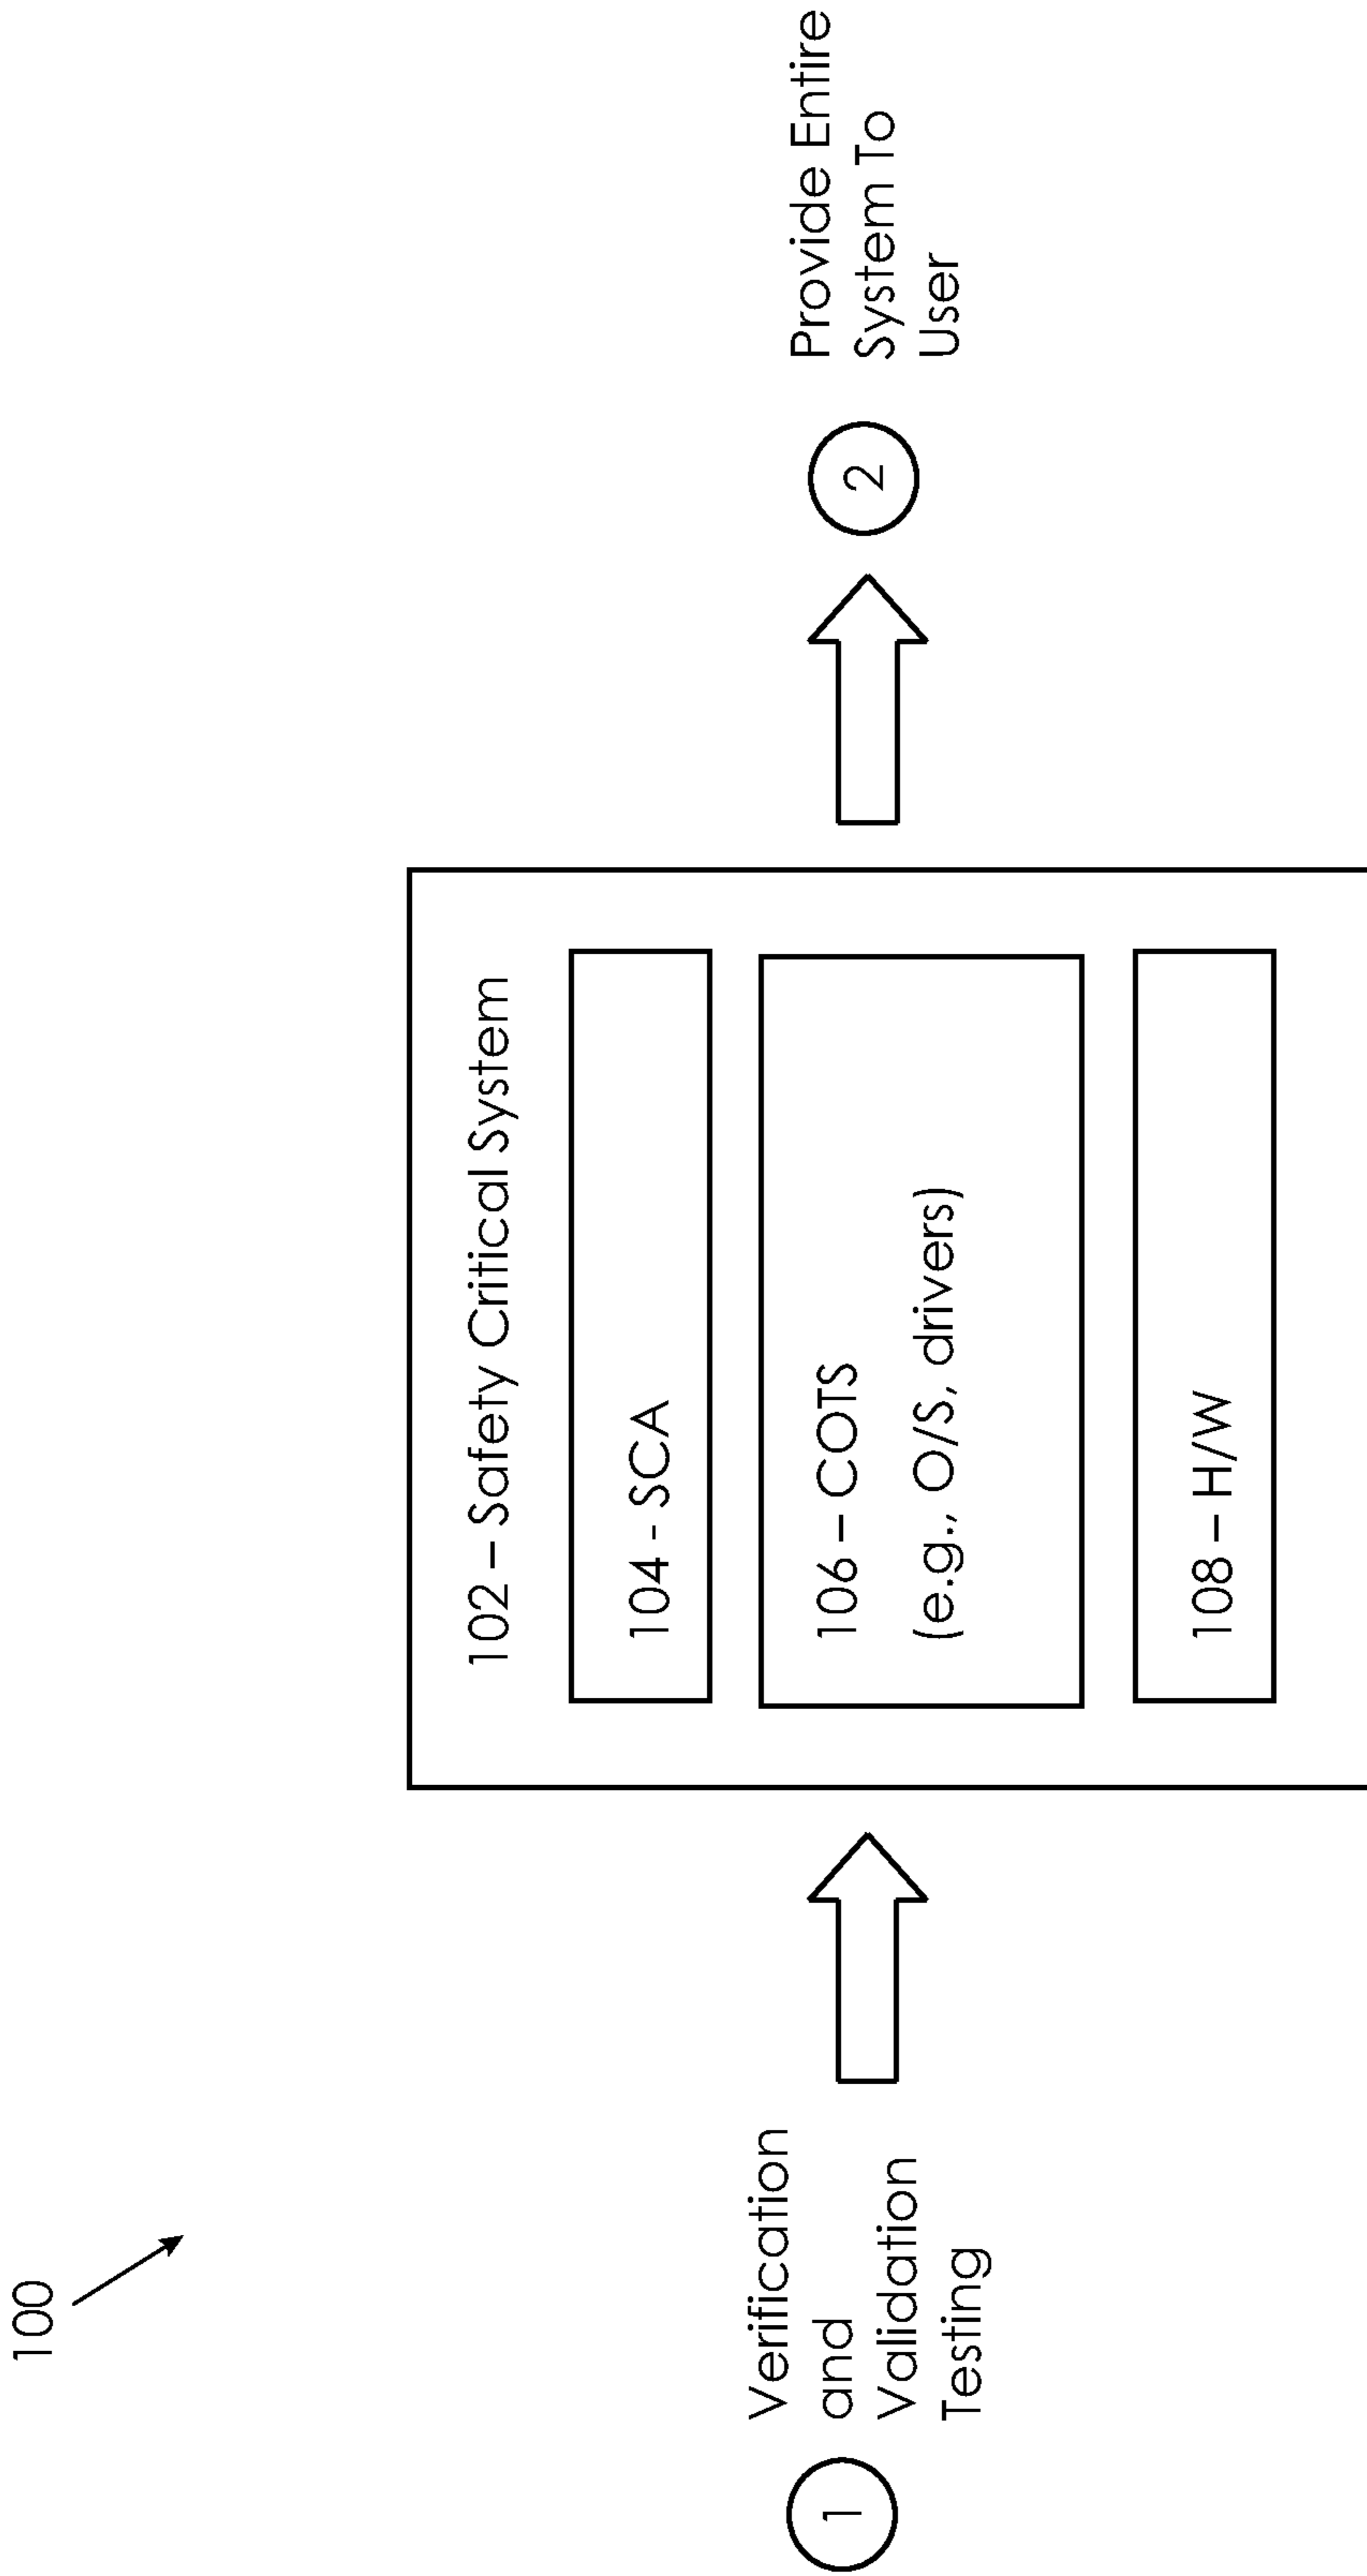 100
1
Verification
and
Validation
Testing
102 – Safety Critical System
104 - SCA
106 – COTS
(e.g., O/S, drivers)
108 – H/W
2
Provide Entire
System To
User